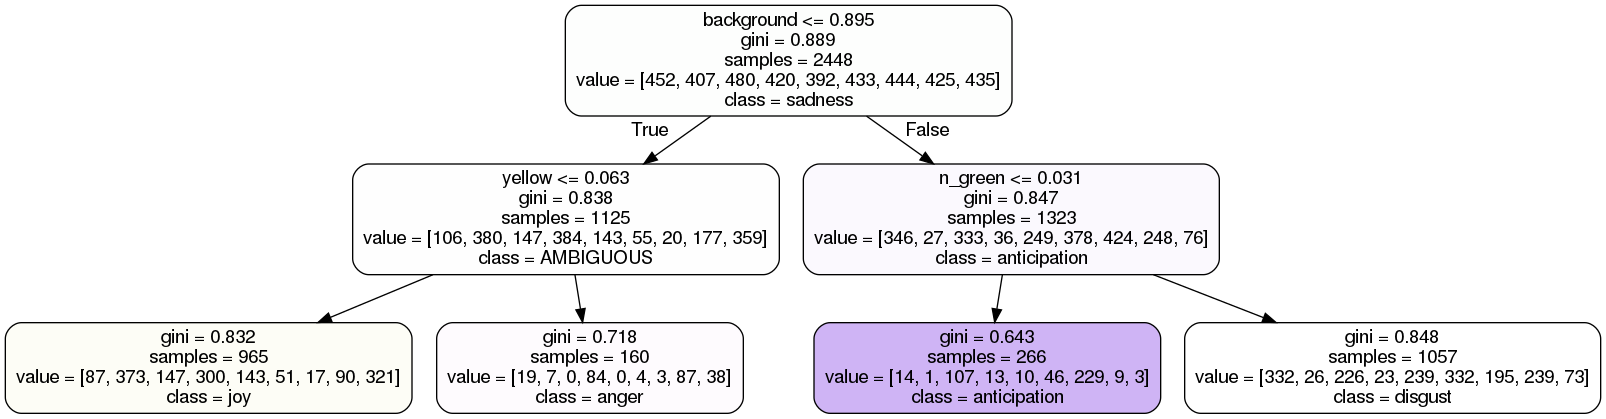 background <= 0.895
gini = 0.889
samples = 2448
value = [452, 407, 480, 420, 392, 433, 444, 425, 435]
class = sadness
True
False
yellow <= 0.063
gini = 0.838
samples = 1125
value = [106, 380, 147, 384, 143, 55, 20, 177, 359]
class = AMBIGUOUS
n_green <= 0.031
gini = 0.847
samples = 1323
value = [346, 27, 333, 36, 249, 378, 424, 248, 76]
class = anticipation
gini = 0.832
samples = 965
value = [87, 373, 147, 300, 143, 51, 17, 90, 321]
class = joy
gini = 0.718
samples = 160
value = [19, 7, 0, 84, 0, 4, 3, 87, 38]
class = anger
gini = 0.643
samples = 266
value = [14, 1, 107, 13, 10, 46, 229, 9, 3]
class = anticipation
gini = 0.848
samples = 1057
value = [332, 26, 226, 23, 239, 332, 195, 239, 73]
class = disgust